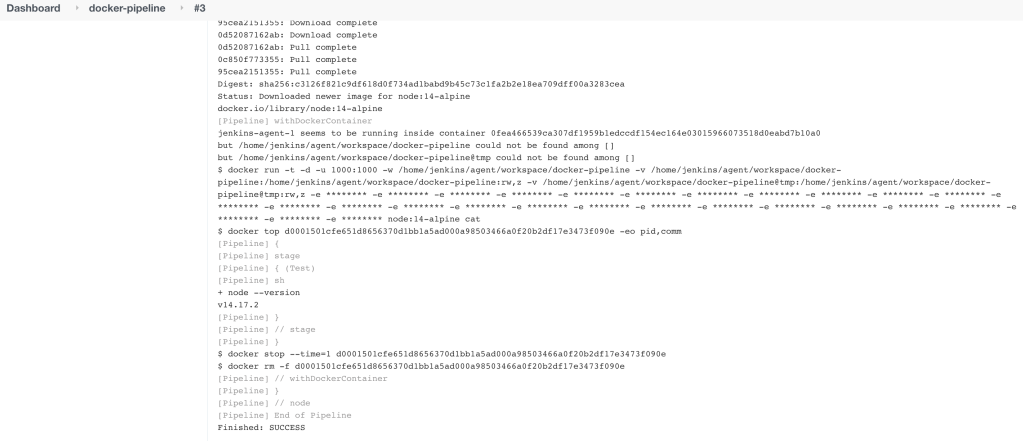 Dashboard › docker-pipeline › #3
95cea2151355: Download complete
0d52087162ab: Download complete
0d52087162ab: Pull complete
0c850f773355: Pull complete
95cea2151355: Pull complete
Digest: sha256:c3126f821c9df618d0f734ad1babd9b45c73c1fa2b2e18ea709dff00a3283cea
Status: Downloaded newer image for node:14-alpine
docker.io/library/node:14-alpine
[Pipeline] withDockerContainer
jenkins-agent-1 seems to be running inside container 0fea466539ca307df1959b1edccdf154ec164e03015966073518d0eabd7b10a0
but /home/jenkins/agent/workspace/docker-pipeline could not be found among []
but /home/jenkins/agent/workspace/docker-pipeline@tmp could not be found among []
$ docker run -t -d -u 1000:1000 -w /home/jenkins/agent/workspace/docker-pipeline -v /home/jenkins/agent/workspace/docker-
pipeline:/home/jenkins/agent/workspace/docker-pipeline:rw,z -v /home/jenkins/agent/workspace/docker-pipeline@tmp:/home/jenkins/agent/workspace/docker-
pipeline@tmp:rw,z -e ******** -e ******** -e ******** -e ******** -e ******** -e ******** -e ******** -e ******** -e ******** -e ******** -e ******** -e
******** -e ******** -e ******** -e ******** -e ******** -e ******** -e ******** -e ******** -e ******** -e ******** -e ******** -e ******** -e ******** -e
******** -e ******** -e ******** node:14-alpine cat
$ docker top d0001501cfe651d8656370d1bb1a5ad000a98503466a0f20b2df17e3473f090e -eo pid,comm
[Pipeline] {
[Pipeline] stage
[Pipeline] { (Test)
[Pipeline] sh
+ node --version
v14.17.2
[Pipeline] }
[Pipeline] // stage
[Pipeline] }
$ docker stop --time=1 d0001501cfe651d8656370d1bb1a5ad000a98503466a0f20b2df17e3473f090e
$ docker rm -f d0001501cfe651d8656370d1bb1a5ad000a98503466a0f20b2df17e3473f090e
[Pipeline] // withDockerContainer
[Pipeline] }
[Pipeline] // node
[Pipeline] End of Pipeline
Finished: SUCCESS